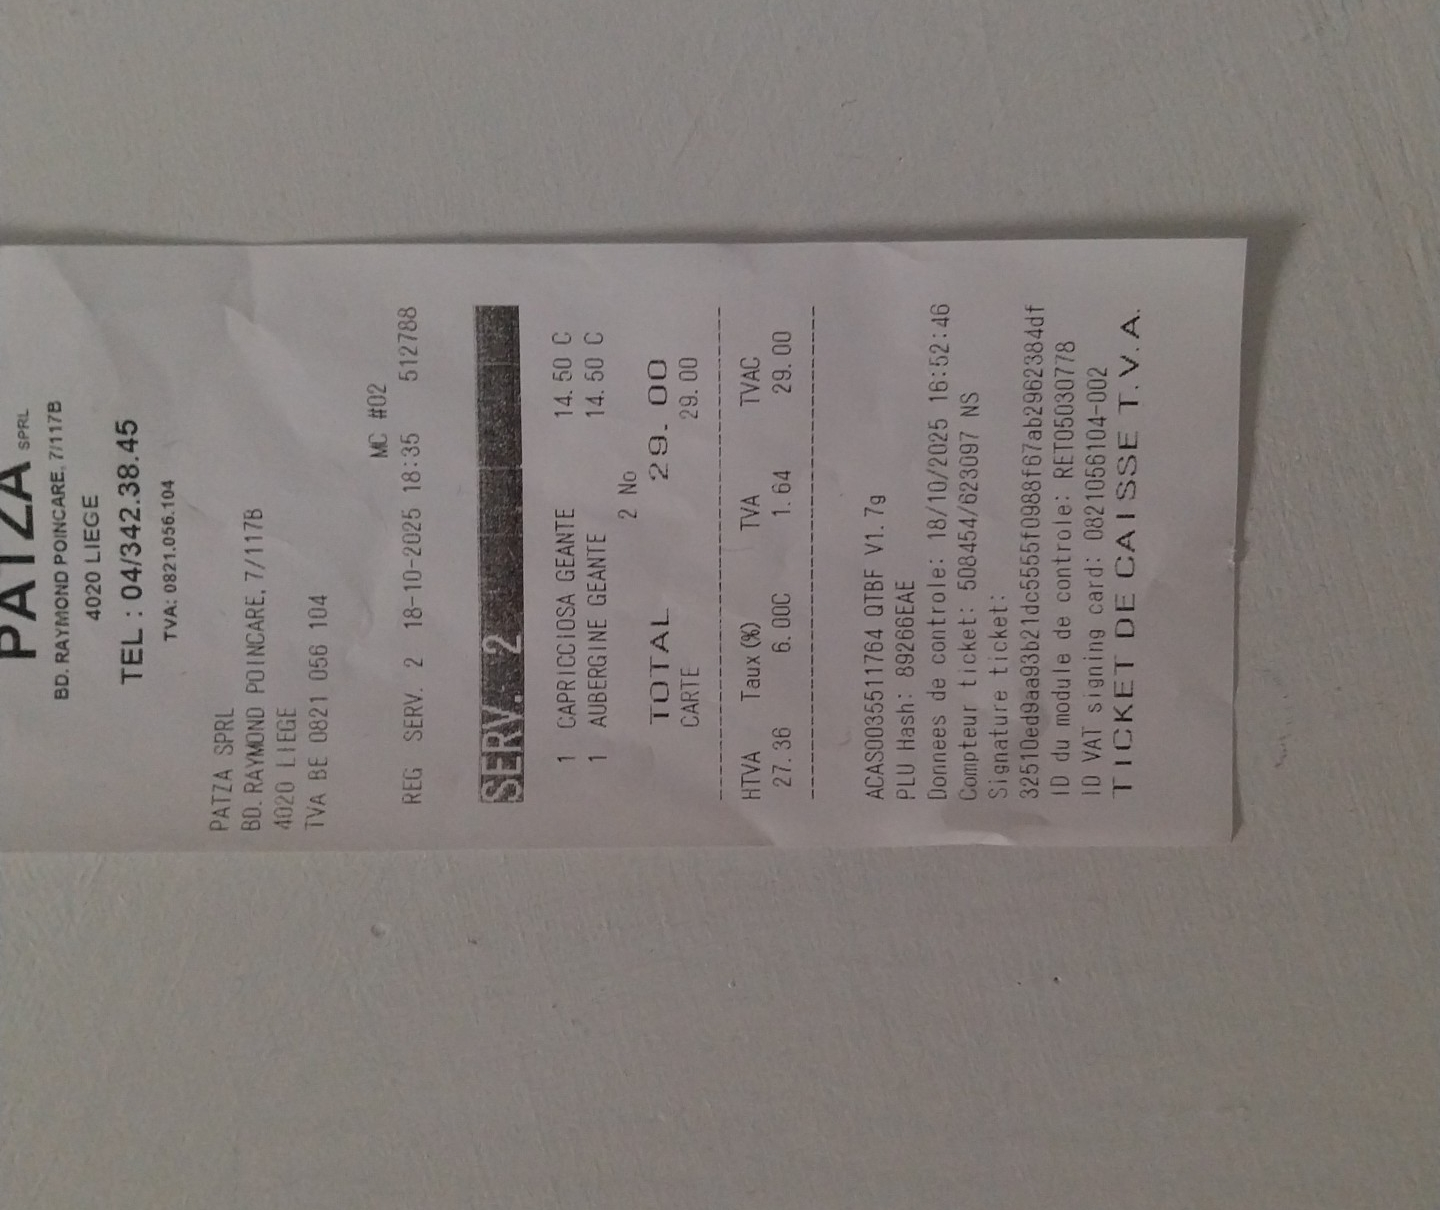 PATZA SPRL
BD. RAYMOND POINCARE, 7/117B
4020 LIEGE
TEL : 04/342.38.45
TVA: 0821.056.104
PATZA SPRL
BD. RAYMOND POINCARE, 7/117B
4020 LIEGE
TVA BE 0821 056 104
MC #02
REG SERV. 2 18-10-2025 18:35 512788
SERV. 2
1 CAPRICCIOSA GEANTE 14.50 C
1 AUBERGINE GEANTE 14.50 C
2 No
TOTAL 29.00
CARTE 29.00
HTVA Taux(%) TVA TVAC
27.36 6.00C 1.64 29.00
ACAS0035511764 QTBF V1.7g
PLU Hash: 89266EAE
Donnees de controle: 18/10/2025 16:52:46
Compteur ticket: 508454/623097 NS
Signature ticket:
32510ed9aa93b21dc5555f0988f67ab2962384df
ID du module de controle: RET05030778
ID VAT signing card: 0821056104-002
TICKET DE CAISSE T.V.A.